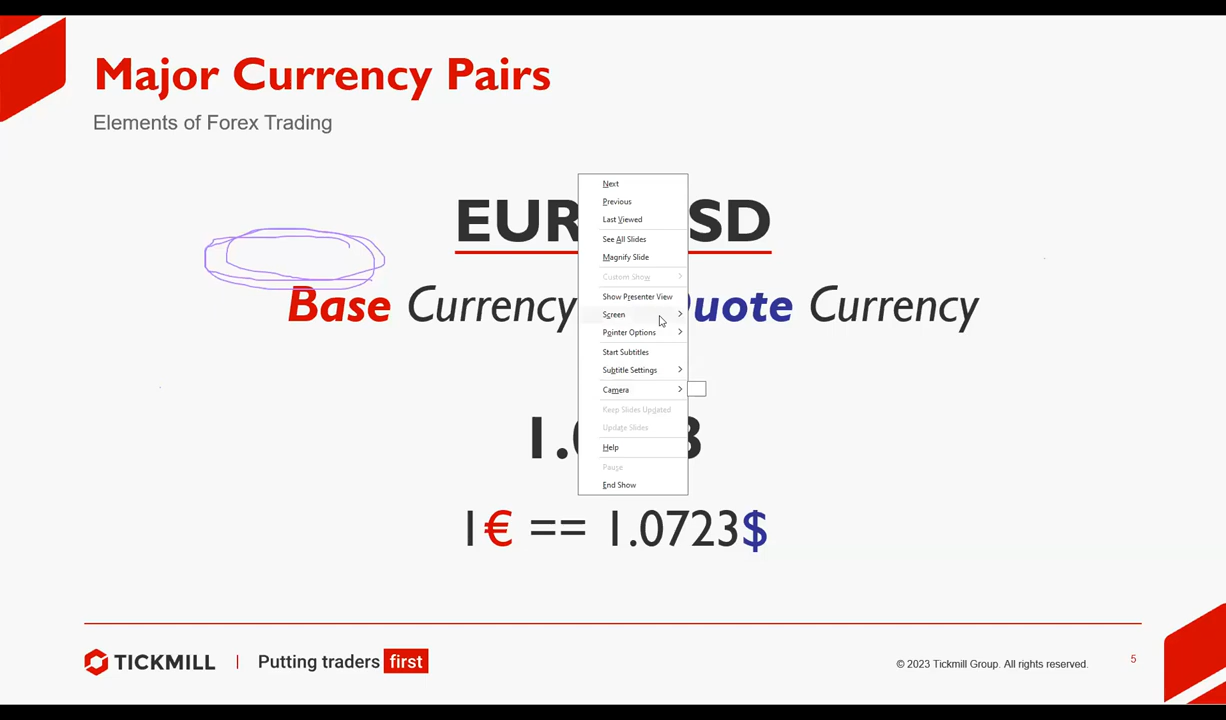 Major Currency Pairs
Elements of Forex Trading
EUR SD
Base Currency uote Currency
Next
Previous
Last Viewed
See All Slides
Magnify Slide
Custom Show
Show Presenter View
Screen
Pointer Options
Start Subtitles
Subtitle Settings
Camera
Keep Slides Updated
Update Slides
Help
Pause
End Show
1. 3
1€ == 1.0723$
TICKMILL | Putting traders first
© 2023 Tickmill Group. All rights reserved. 5